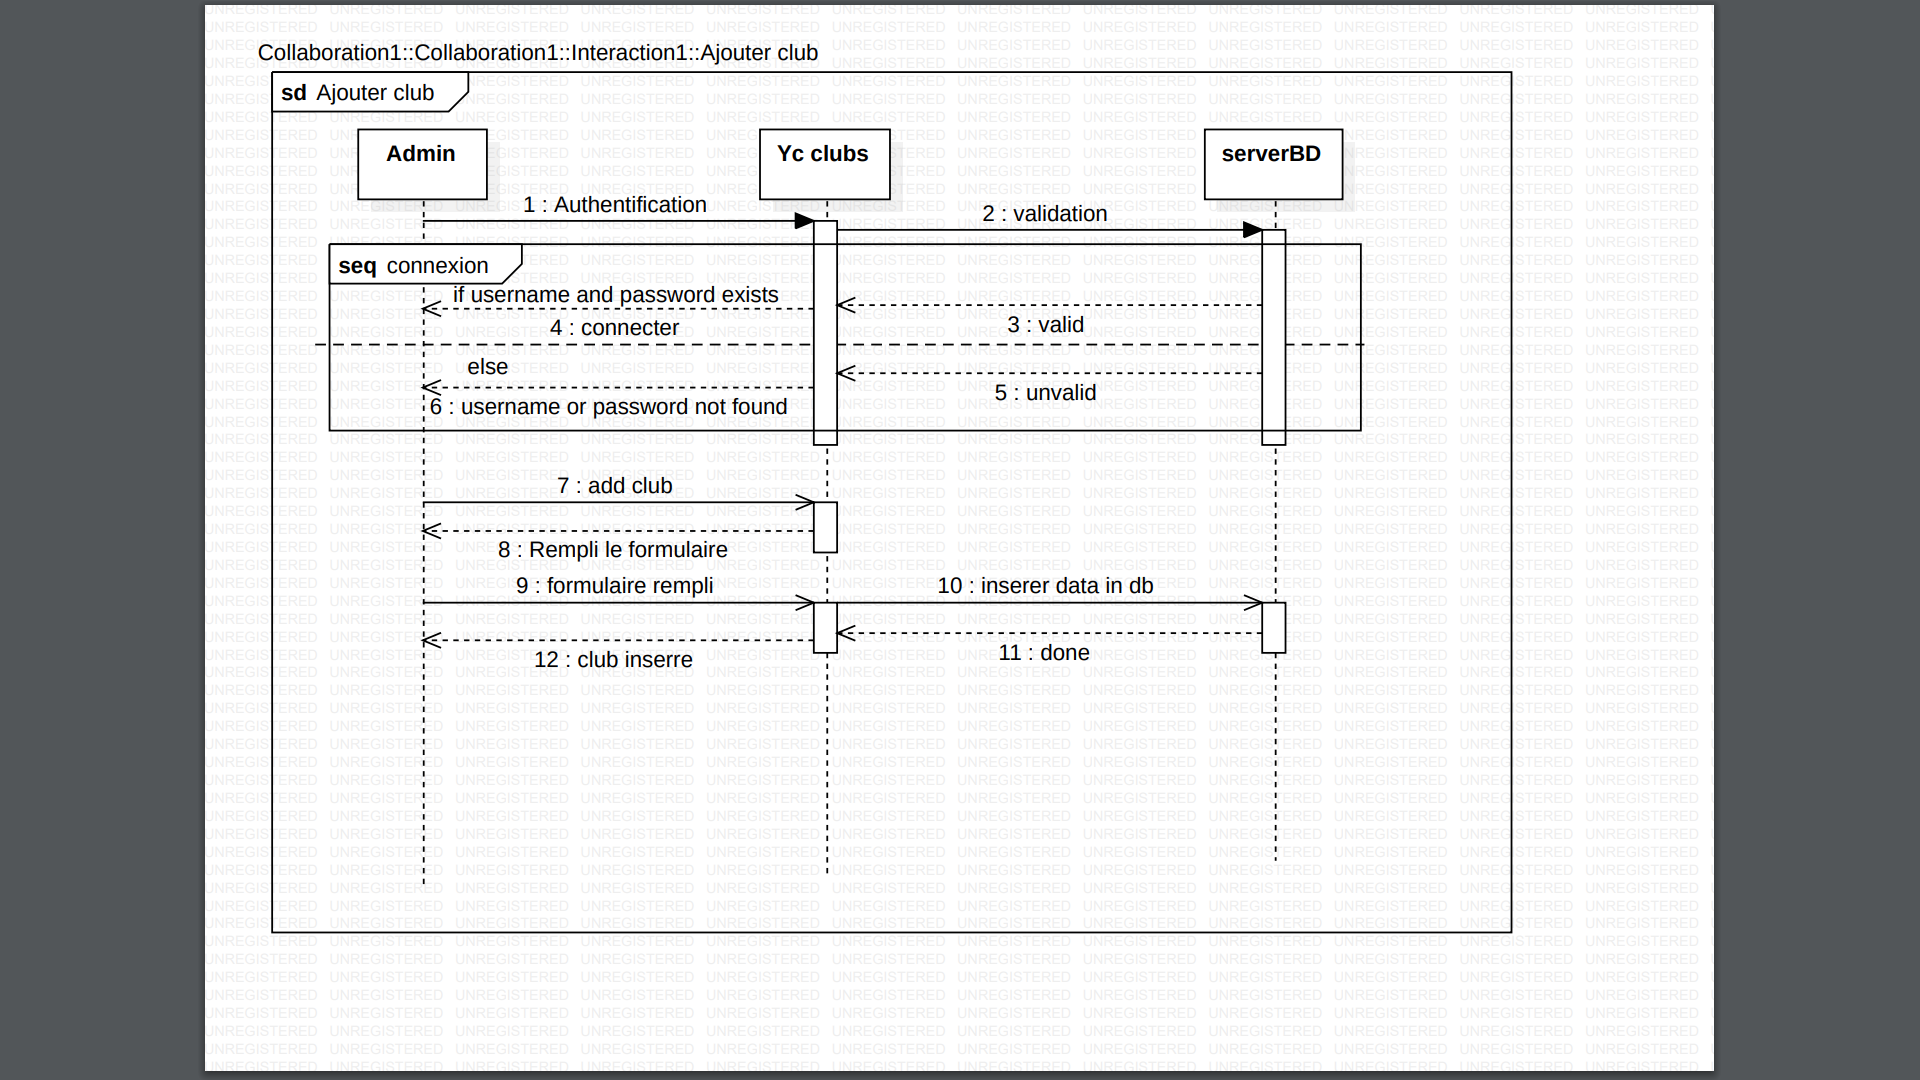 Collaboration1::Collaboration1::Interaction1::Ajouter club
sd Ajouter club
Admin
Yc clubs
serverBD
1 : Authentification
2 : validation
seq connexion
if username and password exists
3 : valid
4 : connecter
else
5 : unvalid
6 : username or password not found
7 : add club
8 : Rempli le formulaire
9 : formulaire rempli
10 : inserer data in db
11 : done
12 : club inserre
UNREGISTERED